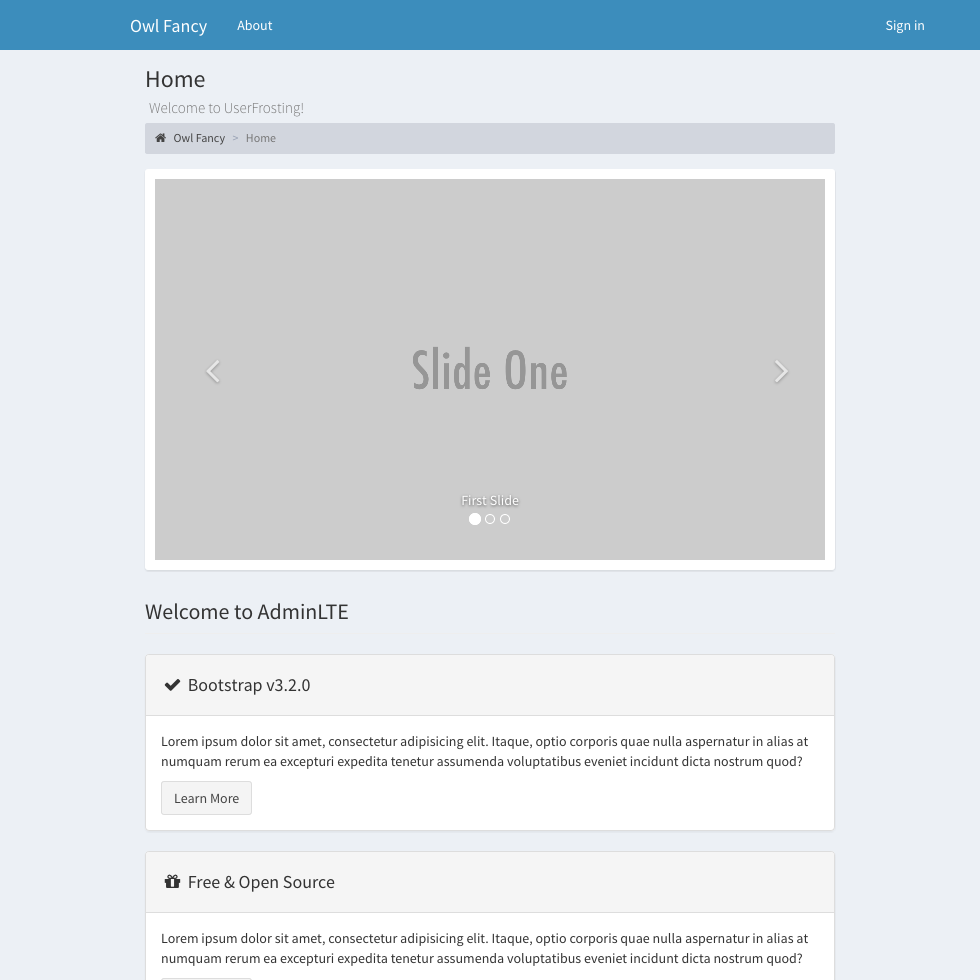 Owl Fancy About Sign in
Home
Welcome to UserFrosting!
Owl Fancy > Home
Slide One
First Slide
Welcome to AdminLTE
Bootstrap v3.2.0
Lorem ipsum dolor sit amet, consectetur adipisicing elit. Itaque, optio corporis quae nulla aspernatur in alias at
numquam rerum ea excepturi expedita tenetur assumenda voluptatibus eveniet incidunt dicta nostrum quod?
Learn More
Free & Open Source
Lorem ipsum dolor sit amet, consectetur adipisicing elit. Itaque, optio corporis quae nulla aspernatur in alias at
numquam rerum ea excepturi expedita tenetur assumenda voluptatibus eveniet incidunt dicta nostrum quod?